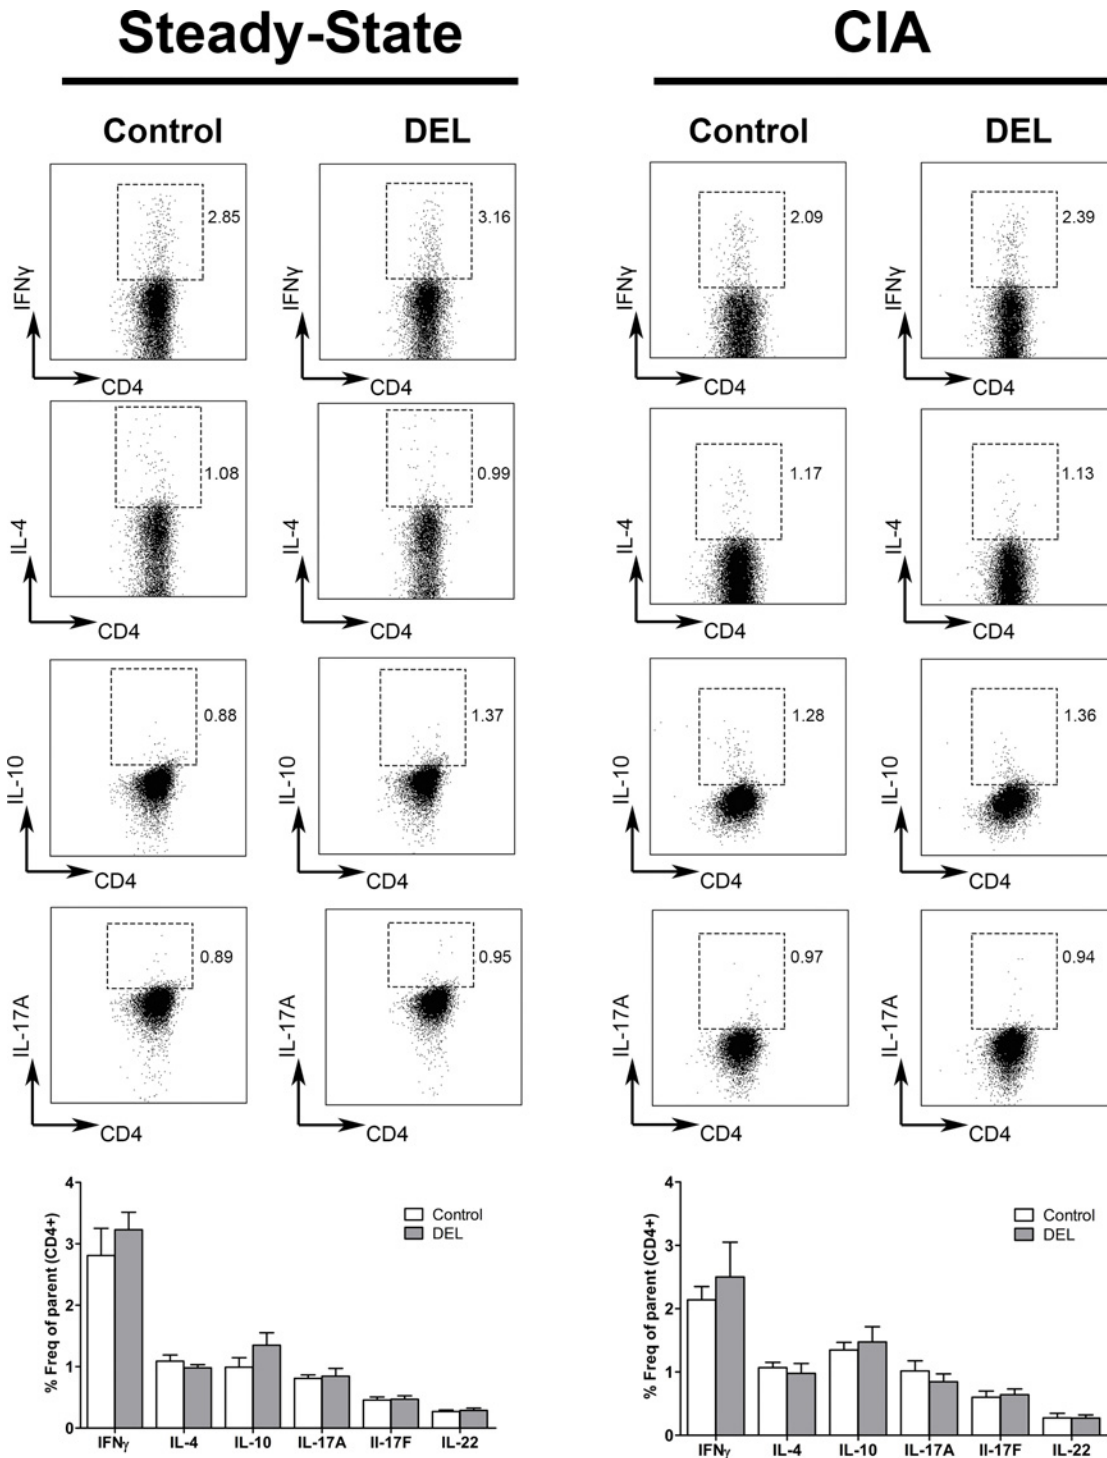 Steady-State CIA
Control DEL Control DEL
IFNγ 2.85 3.16 IFNγ 2.09 2.39
CD4 CD4 CD4 CD4
IL-4 1.08 IL-4 0.99 IL-4 1.17 IL-4 1.13
CD4 CD4 CD4 CD4
IL-10 0.88 IL-10 1.37 IL-10 1.28 IL-10 1.36
CD4 CD4 CD4 CD4
IL-17A 0.89 0.95 IL-17A 0.97 IL-17A 0.94
CD4 CD4 CD4 CD4
% Freq of parent (CD4+)
4
3
2
1
0
Control
DEL
IFNγ IL-4 IL-10 IL-17A Il-17F IL-22
% Freq of parent (CD4+)
4
3
2
1
0
Control
DEL
IFNγ IL-4 IL-10 IL-17A Il-17F IL-22